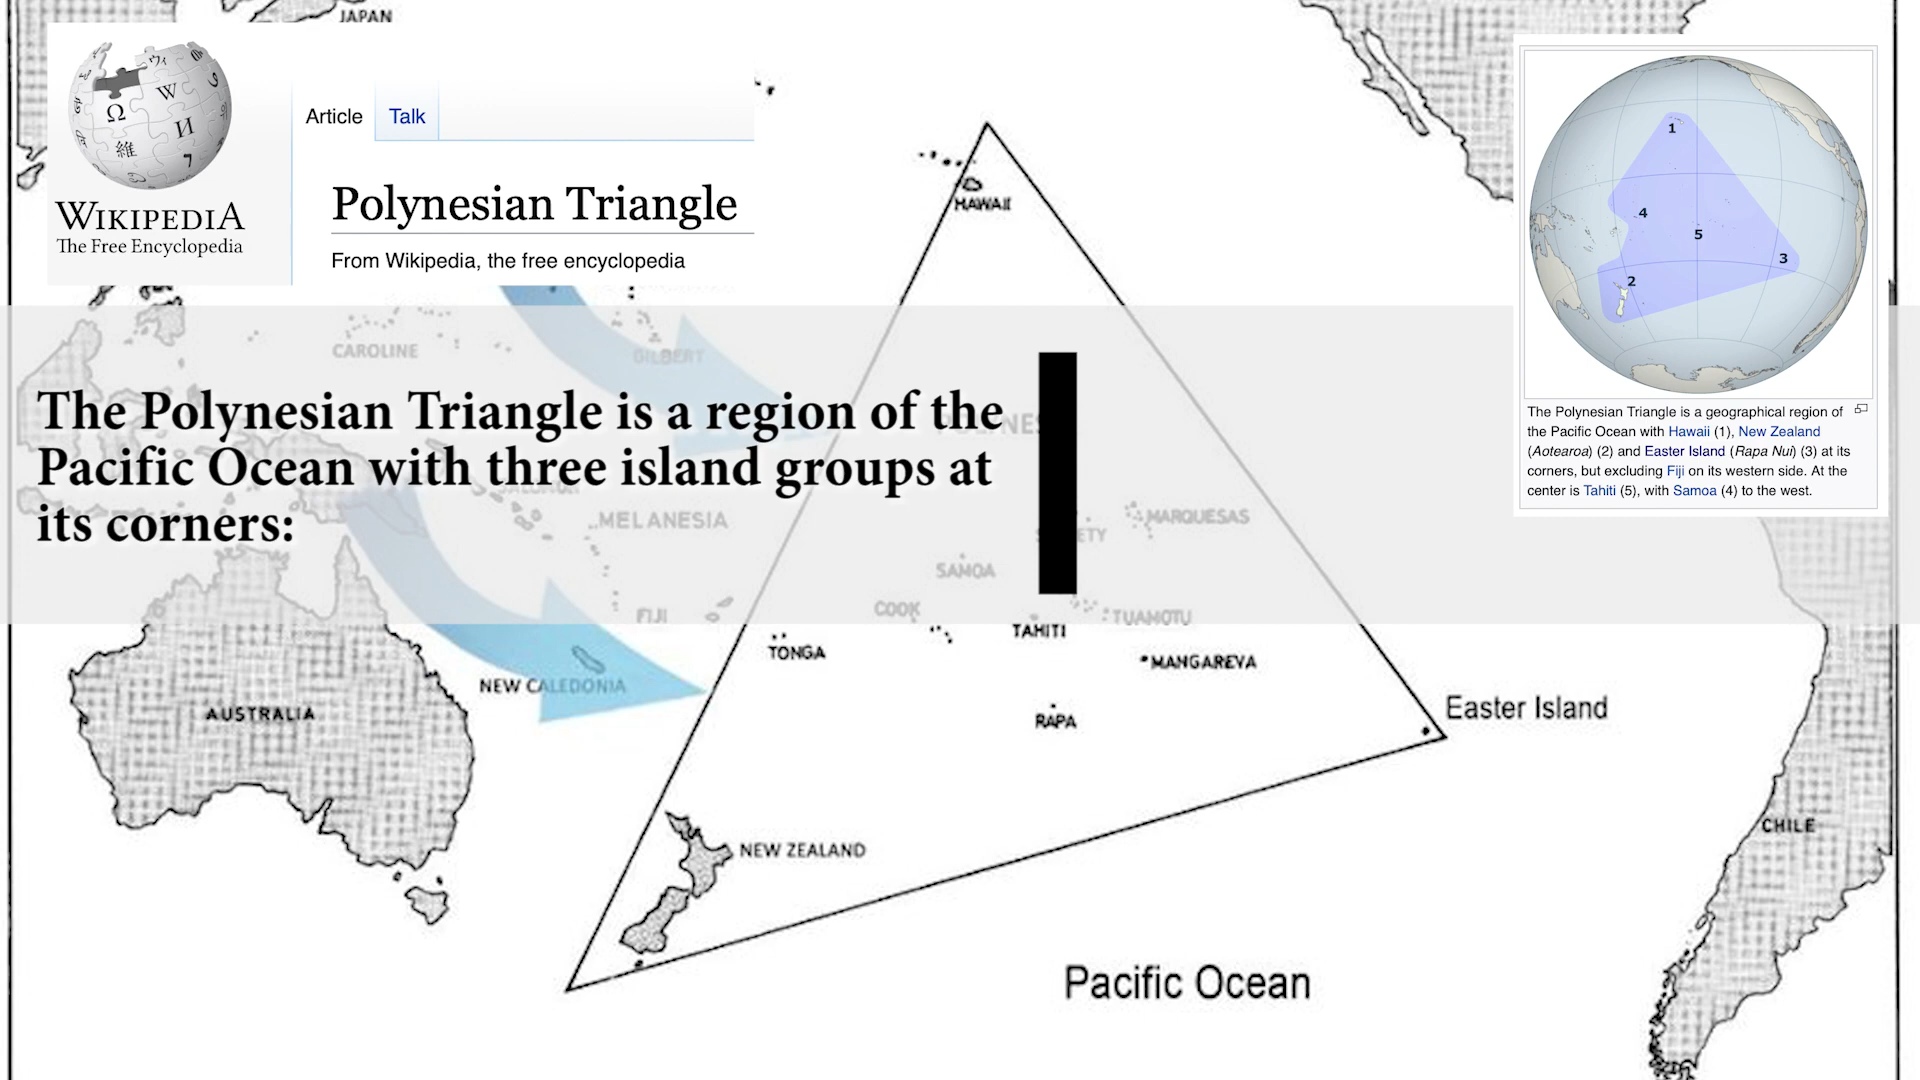 JAPAN
WIKIPEDIA
The Free Encyclopedia
Article
Talk
Polynesian Triangle
From Wikipedia, the free encyclopedia
HAWAII
1
4
5
3
2
The Polynesian Triangle is a geographical region of
the Pacific Ocean with Hawaii (1), New Zealand
(Aotearoa) (2) and Easter Island (Rapa Nui) (3) at its
corners, but excluding Fiji on its western side. At the
center is Tahiti (5), with Samoa (4) to the west.
CAROLINE
GILBERT
The Polynesian Triangle is a region of the
Pacific Ocean with three island groups at
its corners:
MELANESIA
MARQUESAS
SAMOA
COOK
FIJI
TAHITI
TUAMOTU
TONGA
MANGAREVA
NEW CALEDONIA
AUSTRALIA
RAPA
Easter Island
CHILE
NEW ZEALAND
Pacific Ocean